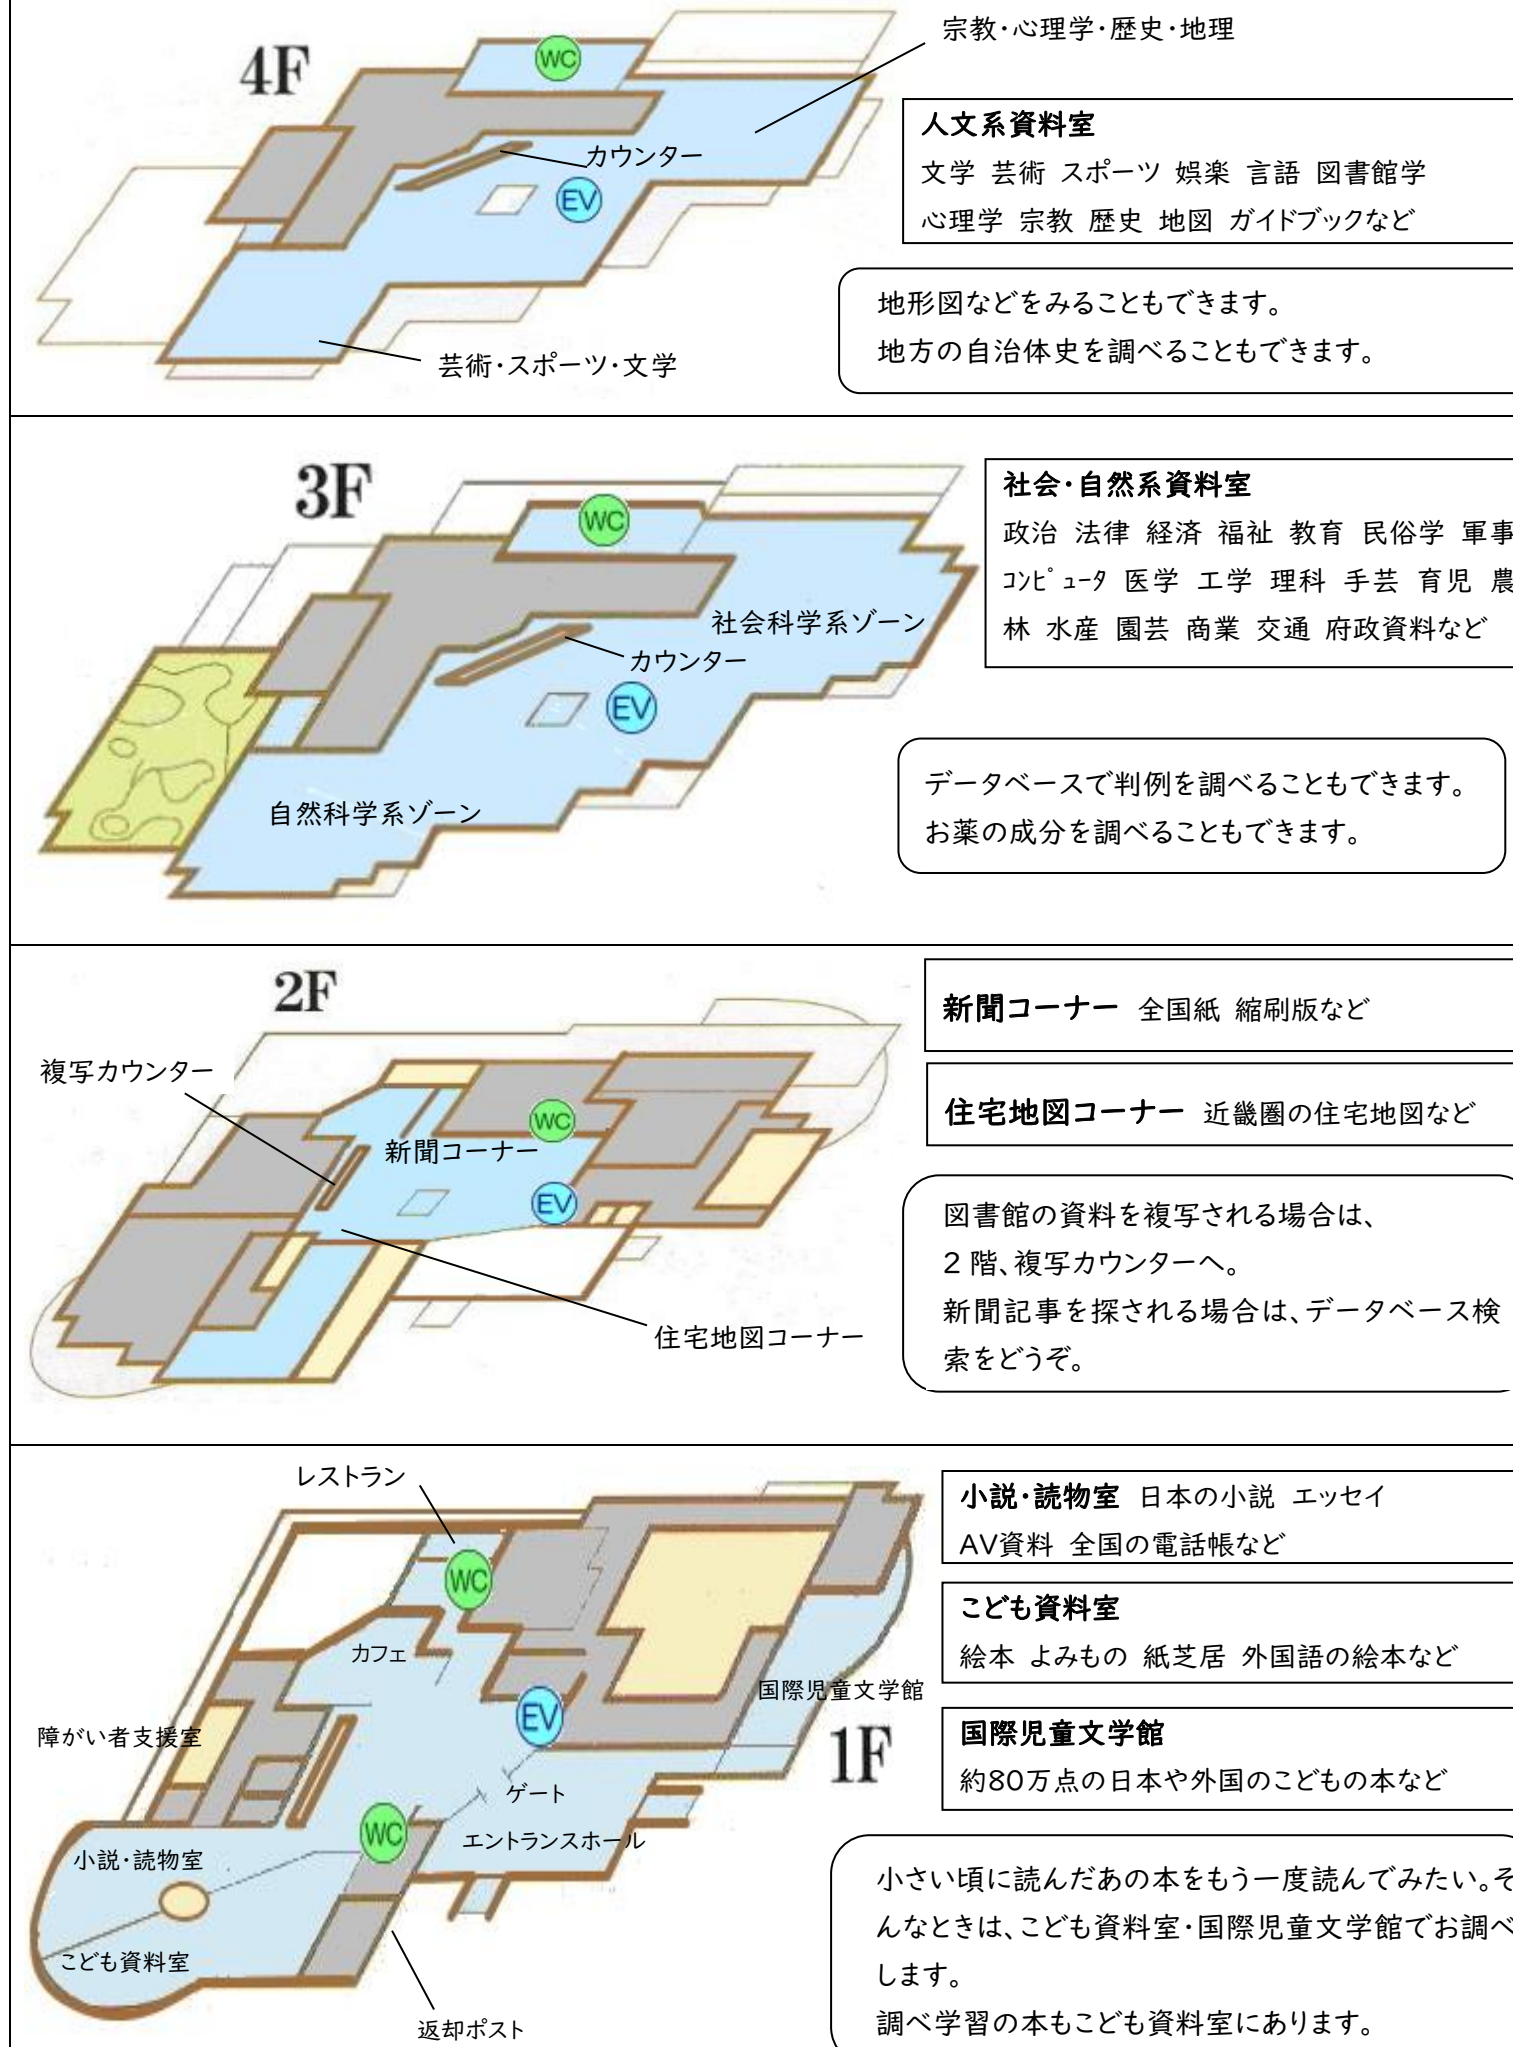 4F
WC
宗教・心理学・歴史・地理
カウンター
EV
芸術・スポーツ・文学
人文系資料室
文学 芸術 スポーツ 娯楽 言語 図書館学
心理学 宗教 歴史 地図 ガイドブックなど
地形図などをみることもできます。
地方の自治体史を調べることもできます。
3F
WC
社会科学系ゾーン
カウンター
EV
自然科学系ゾーン
社会・自然系資料室
政治 法律 経済 福祉 教育 民俗学 軍事
ｺﾝﾋﾟｭｰﾀ 医学 工学 理科 手芸 育児 農
林 水産 園芸 商業 交通 府政資料など
データベースで判例を調べることもできます。
お薬の成分を調べることもできます。
2F
複写カウンター
WC
新聞コーナー
EV
住宅地図コーナー
新聞コーナー 全国紙 縮刷版など
住宅地図コーナー 近畿圏の住宅地図など
図書館の資料を複写される場合は、
2階、複写カウンターへ。
新聞記事を探される場合は、データベース検
索をどうぞ。
レストラン
WC
カフェ
国際児童文学館
障がい者支援室
EV
1F
ゲート
WC
エントランスホール
小説・読物室
こども資料室
返却ポスト
小説・読物室 日本の小説 エッセイ
AV資料 全国の電話帳など
こども資料室
絵本 よみもの 紙芝居 外国語の絵本など
国際児童文学館
約80万点の日本や外国のこどもの本など
小さい頃に読んだあの本をもう一度読んでみたい。そ
んなときは、こども資料室・国際児童文学館でお調べ
します。
調べ学習の本もこども資料室にあります。